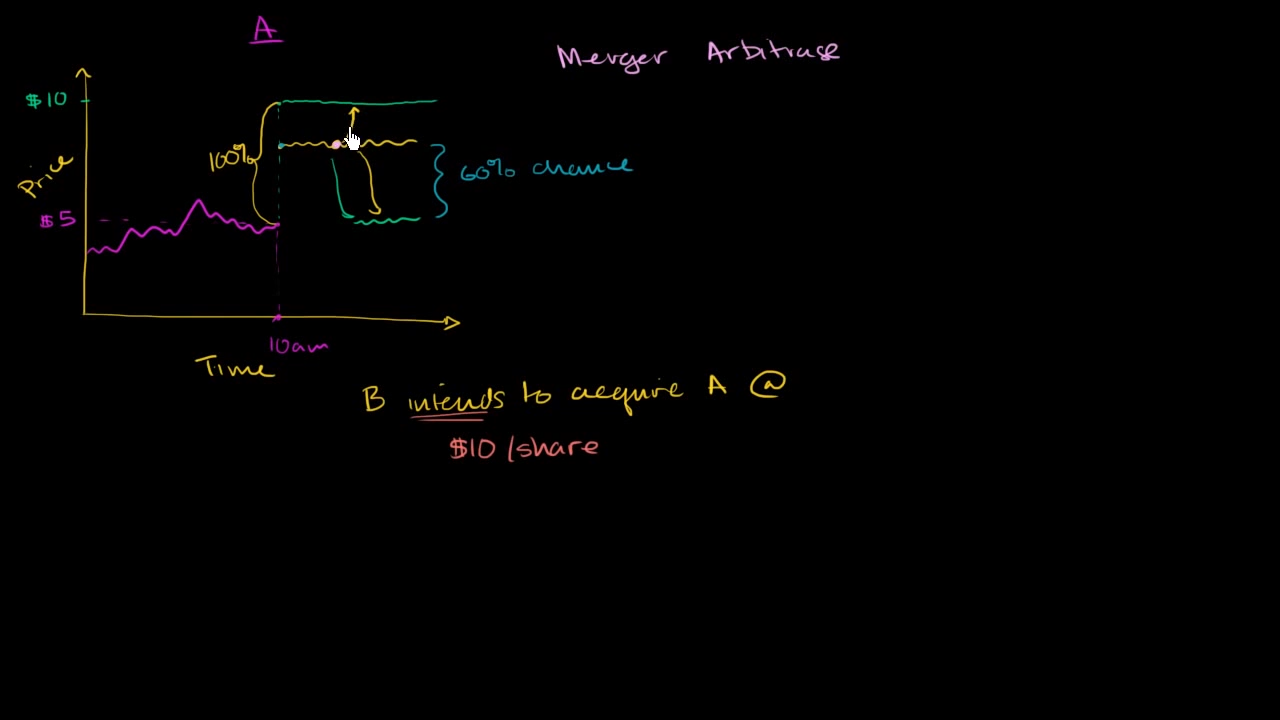 A
Merger Arbitrage
$10
100%
Price
60% chance
$5
10am
Time
B intends to acquire A @
$10/share